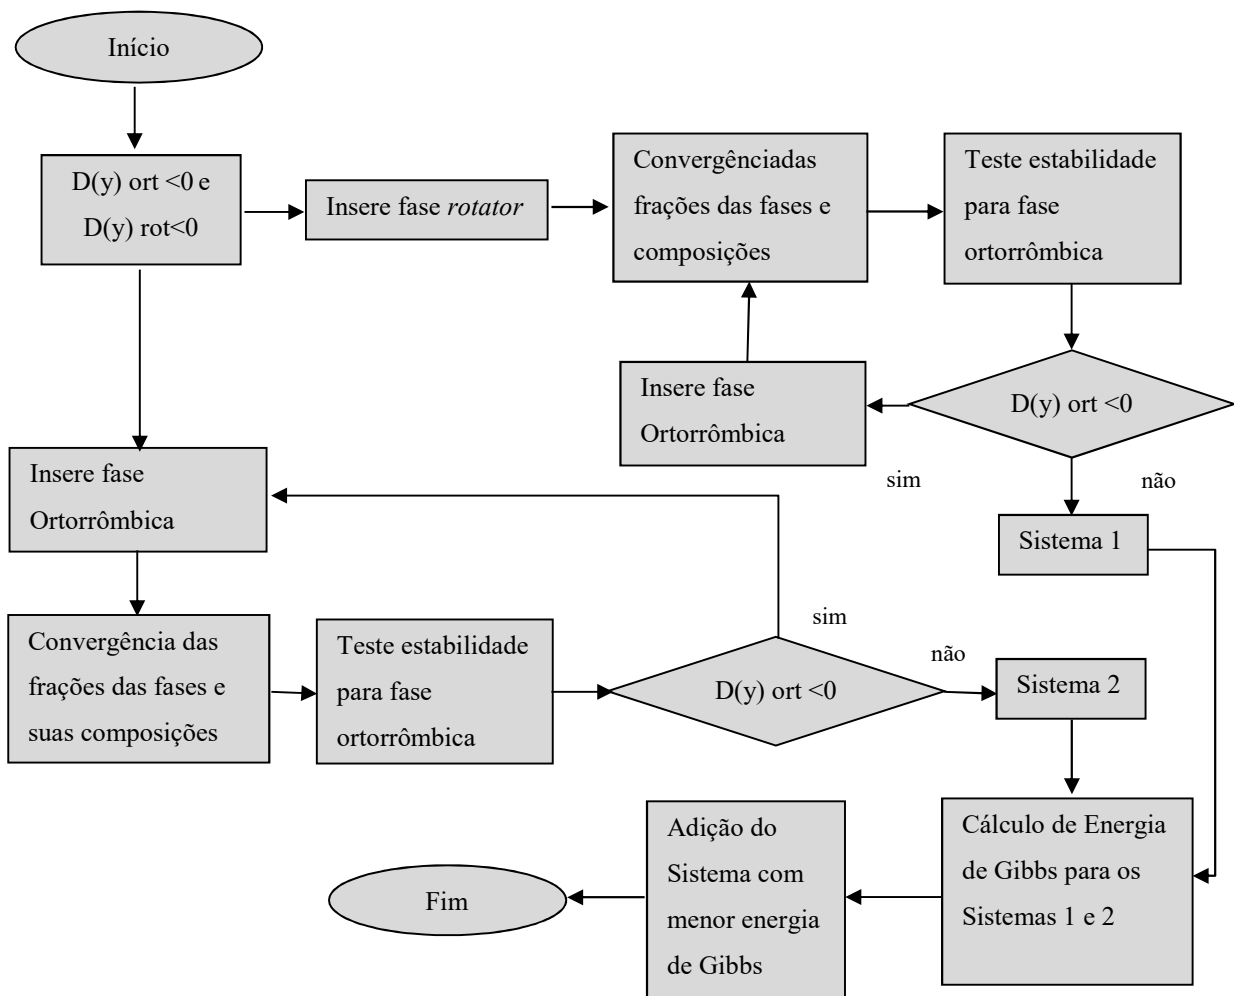 Início
D(y) ort <0 e
D(y) rot<0
Insere fase rotator
Convergênciadas
frações das fases e
composições
Teste estabilidade
para fase
ortorrômbica
Insere fase
Ortorrômbica
D(y) ort <0
sim
não
Sistema 1
Insere fase
Ortorrômbica
Convergência das
frações das fases e
suas composições
Teste estabilidade
para fase
ortorrômbica
sim
D(y) ort <0
não
Sistema 2
Cálculo de Energia
de Gibbs para os
Sistemas 1 e 2
Adição do
Sistema com
menor energia
de Gibbs
Fim